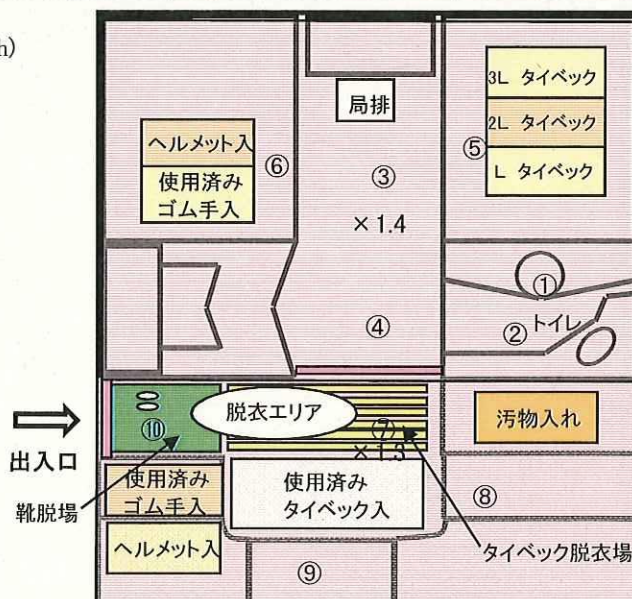 h)
局排
3L タイベック
2L タイベック
L タイベック
ヘルメット入
使用済み
ゴム手入
⑥
③
⑤
×1.4
①
④
② トイレ
脱衣エリア
⑩
⑦
×1.3
汚物入れ
出入口
靴脱場
使用済み
ゴム手入
使用済み
タイベック入
⑧
ヘルメット入
タイベック脱衣場
⑨